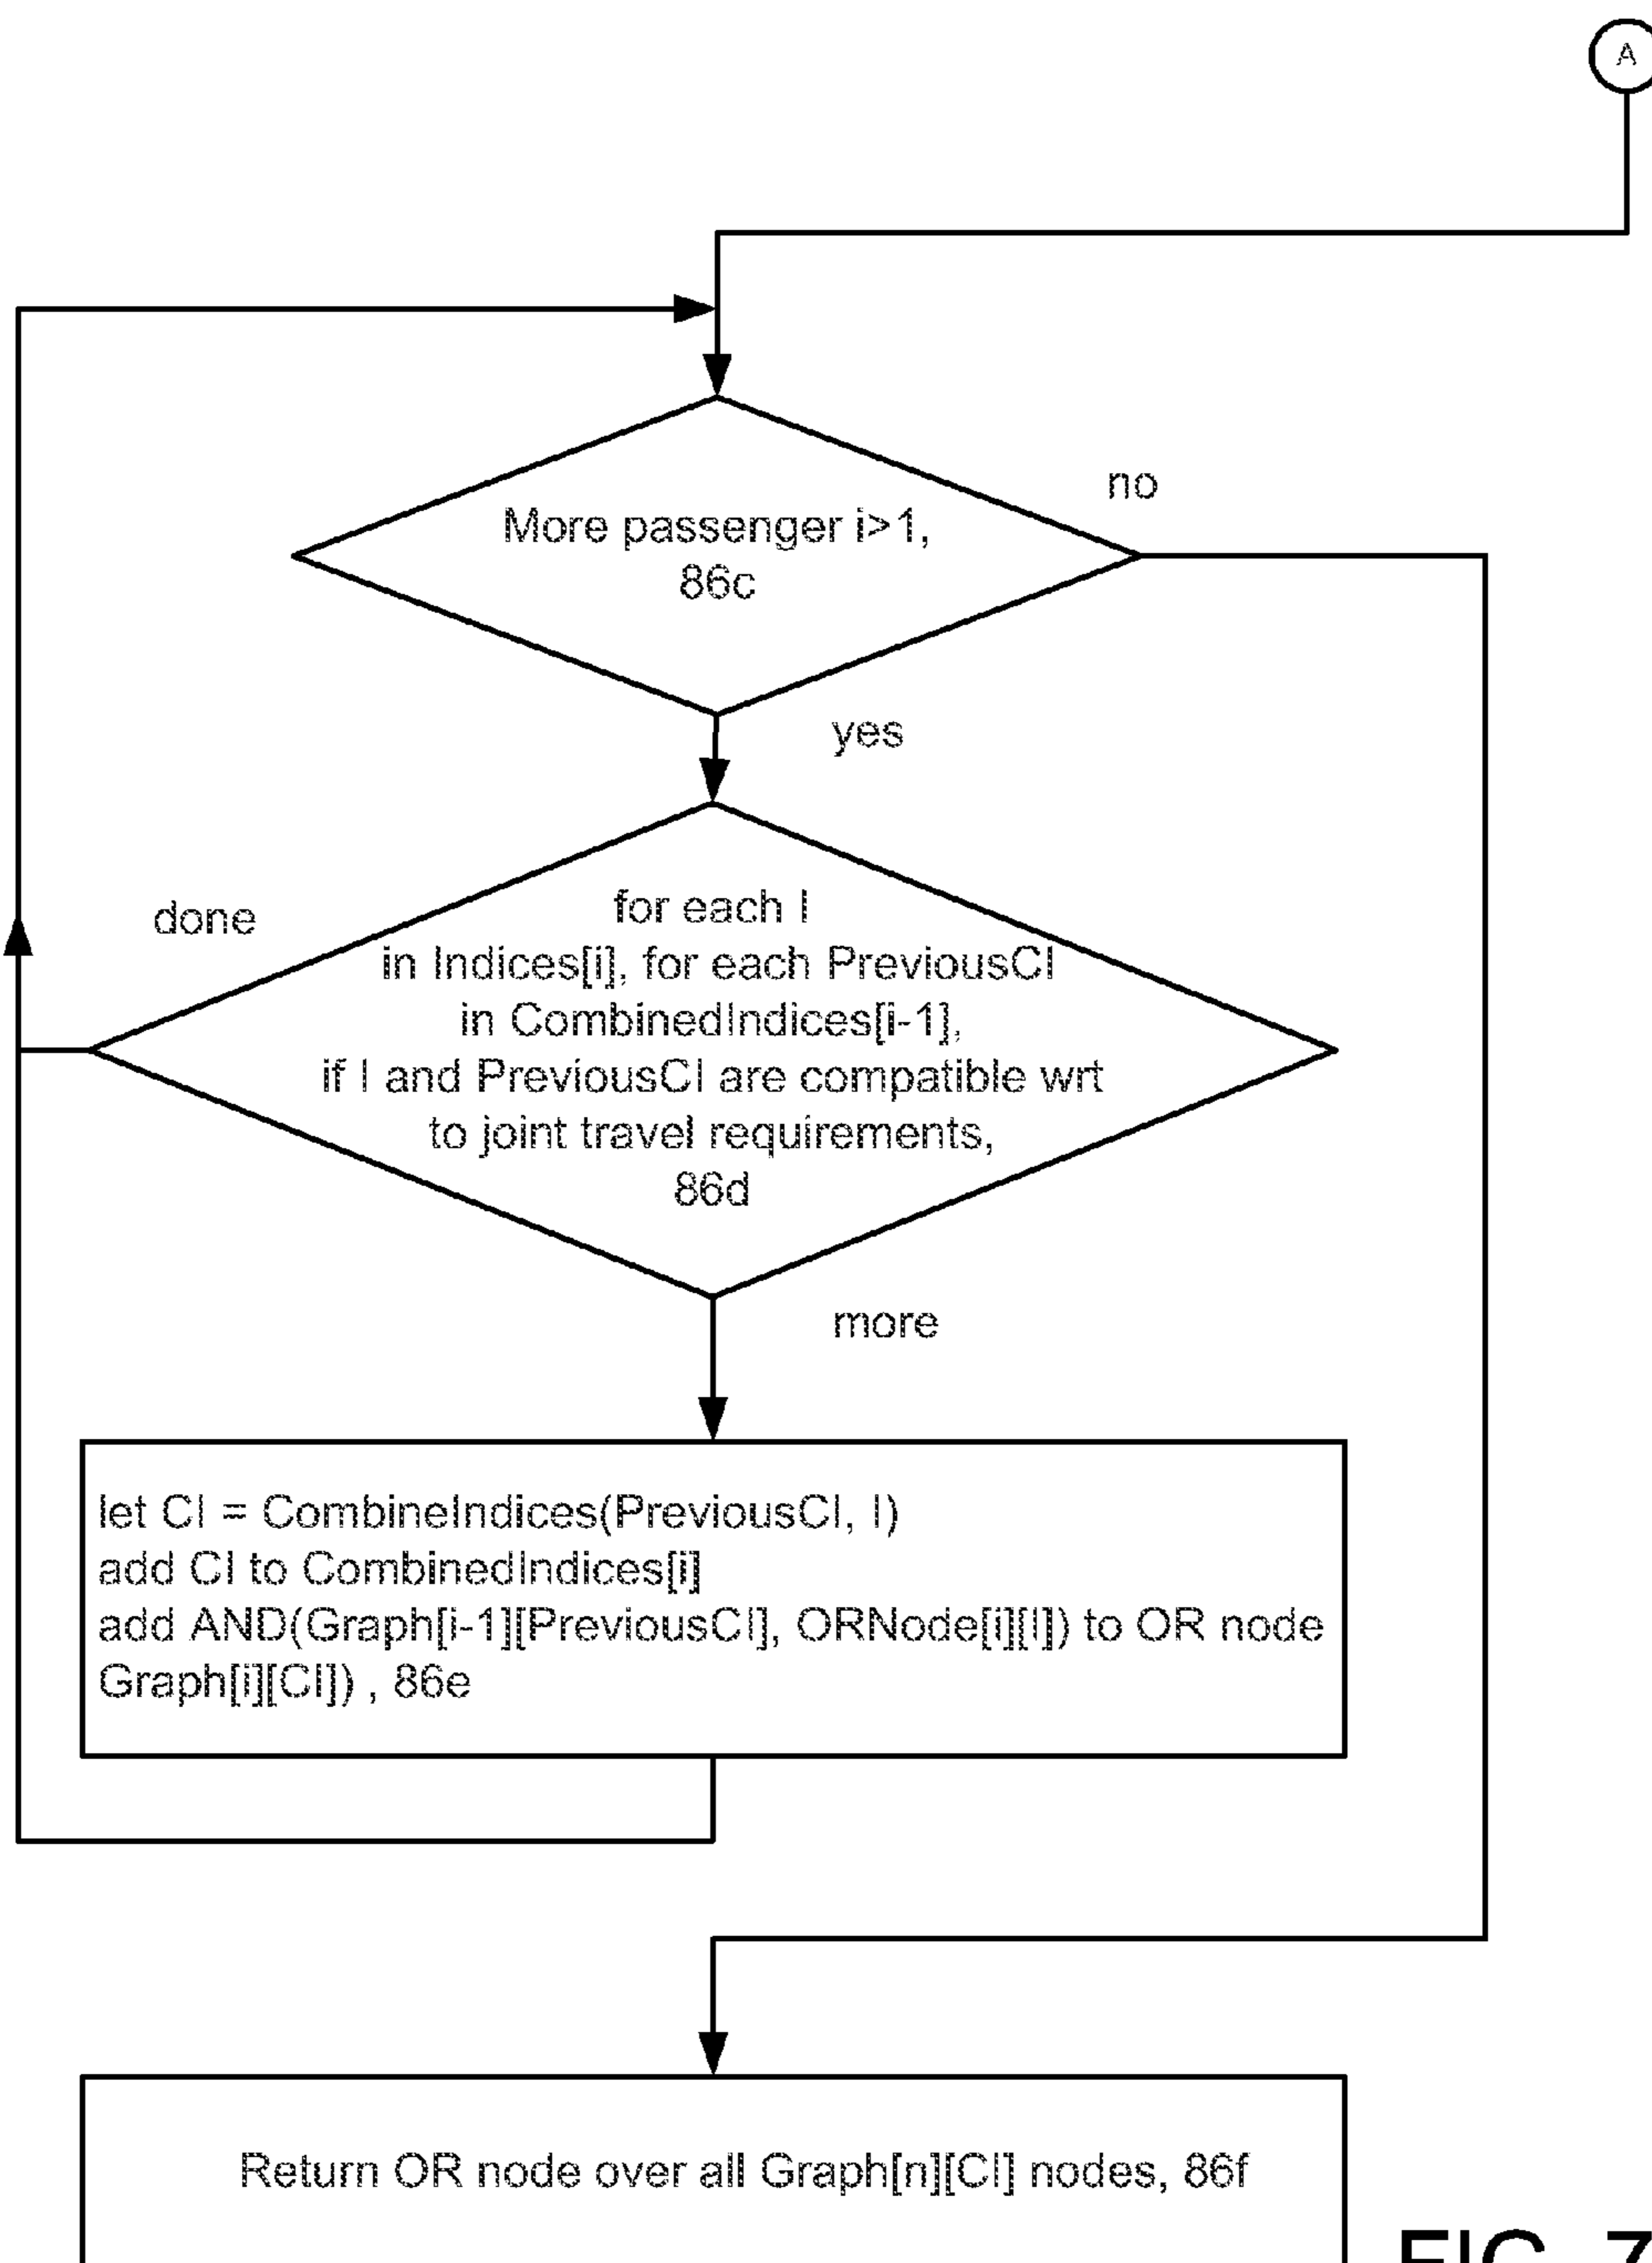 A
no
More passenger i>1,
86c
yes
done
for each I
in Indices[i], for each PreviousCI
in CombinedIndices[i-1],
if I and PreviousCI are compatible wrt
to joint travel requirements,
86d
more
let CI = CombineIndices(PreviousCI, I)
add CI to CombinedIndices[i]
add AND(Graph[i-1][PreviousCI], ORNode[i][I]) to OR node
Graph[i][CI]) , 86e
Return OR node over all Graph[n][CI] nodes, 86f
FIG. 7